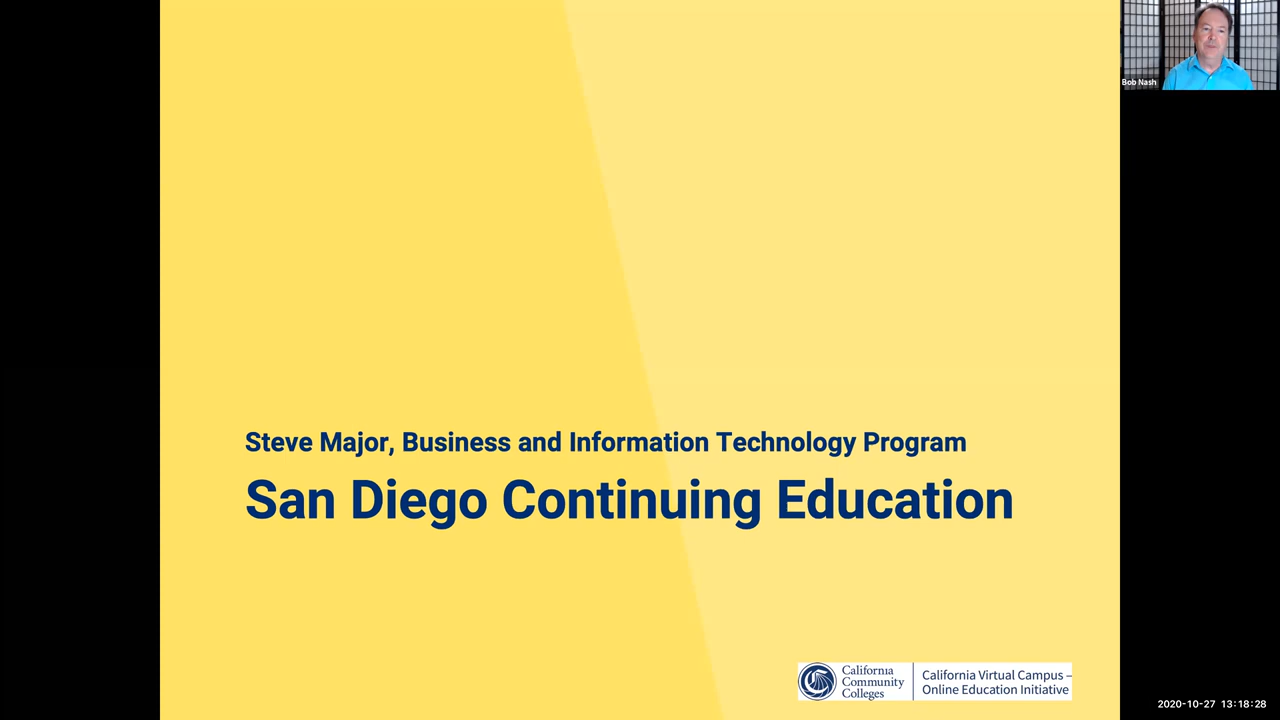 Bob Nash
Steve Major, Business and Information Technology Program
San Diego Continuing Education
California
Community
Colleges
California Virtual Campus –
Online Education Initiative
2020-10-27 13:18:28